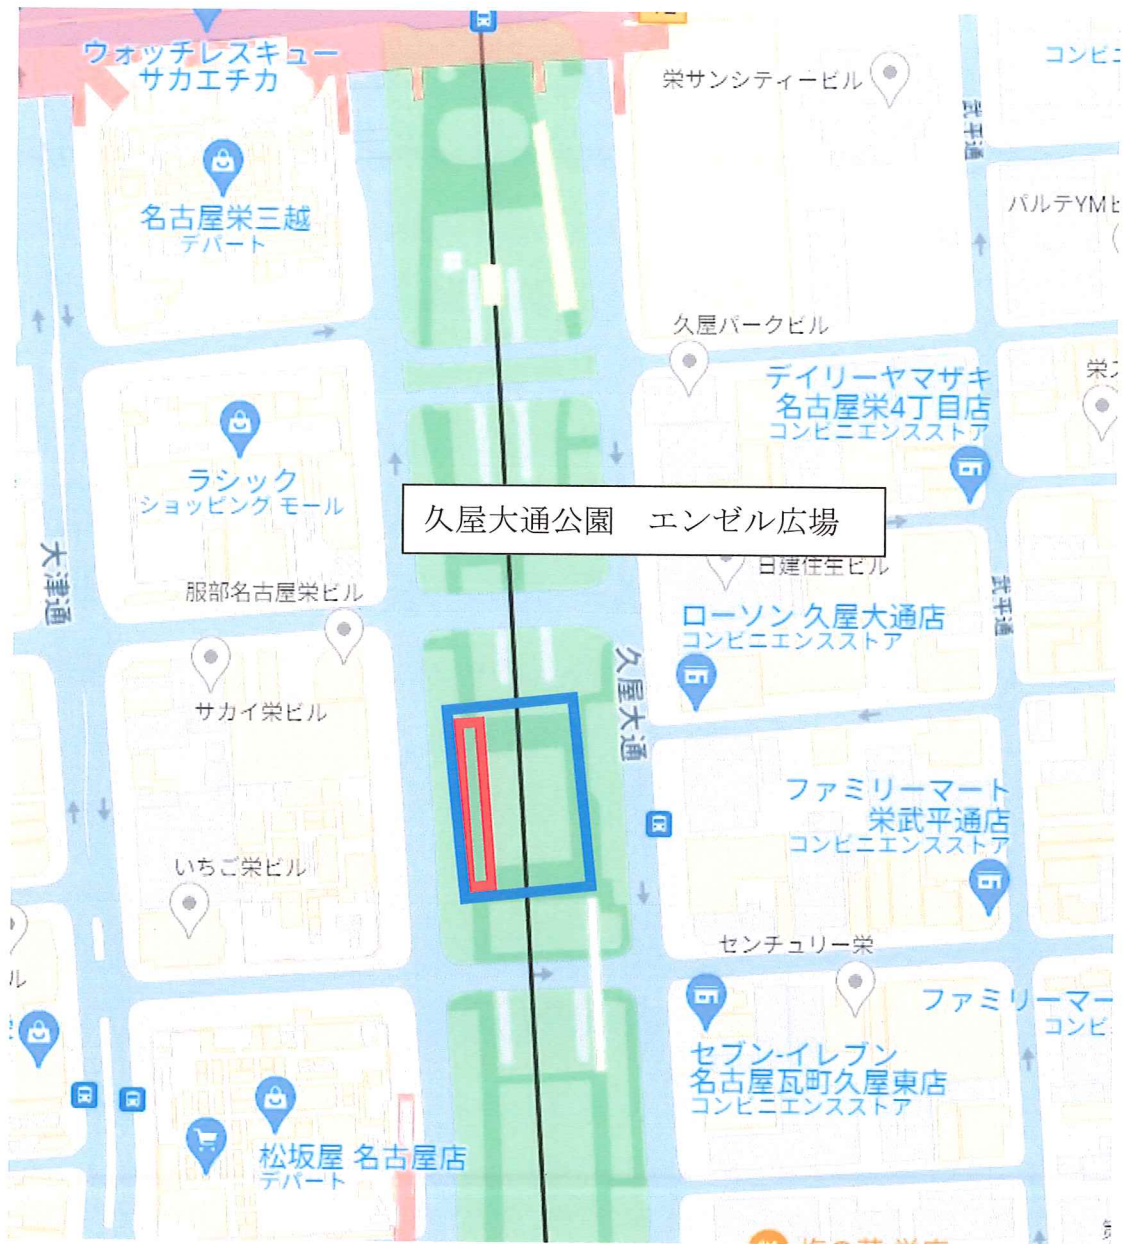 ウォッチレスキュー
サカエチカ
栄サンシティービル
コンビニ
武平通
名古屋栄三越
デパート
パルテYMビ
久屋パークビル
デイリーヤマザキ
名古屋栄4丁目店
コンビニエンスストア
ラシック
ショッピング モール
久屋大通公園　エンゼル広場
大津通
服部名古屋栄ビル
日建住生ビル
ローソン 久屋大通店
コンビニエンスストア
武平通
サカイ栄ビル
久屋大通
ファミリーマート
栄武平通店
コンビニエンスストア
いちご栄ビル
センチュリー栄
ル
ファミリーマー
コンビ
セブン-イレブン
名古屋瓦町久屋東店
コンビニエンスストア
松坂屋 名古屋店
デパート